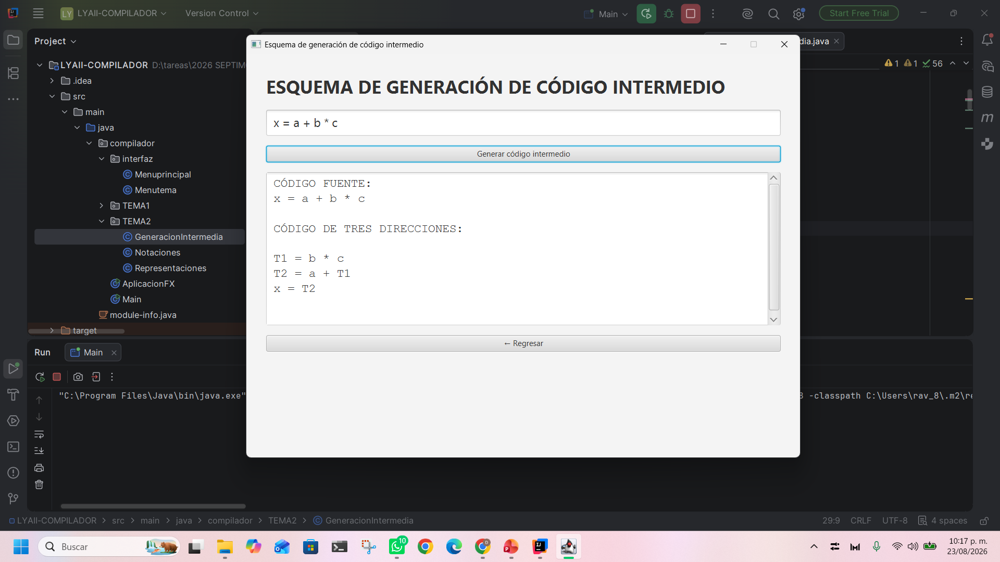 LY LYAII-COMPILADOR Version Control Main Start Free Trial
Project
dia.java
LYAII-COMPILADOR D:\tareas\2026 SEPTIM
1 1 56
.idea
src
main
java
compilador
interfaz
Menuprincipal
Menutema
TEMA1
TEMA2
GeneracionIntermedia
Notaciones
Representaciones
AplicacionFX
Main
module-info.java
target
Esquema de generación de código intermedio
ESQUEMA DE GENERACIÓN DE CÓDIGO INTERMEDIO
x = a + b * c
Generar código intermedio
CÓDIGO FUENTE:
x = a + b * c
CÓDIGO DE TRES DIRECCIONES:
T1 = b * c
T2 = a + T1
x = T2
← Regresar
Run Main
"C:\Program Files\Java\bin\java.exe" -classpath C:\Users\rav_8\.m2\re
LYAII-COMPILADOR > src > main > java > compilador > TEMA2 > GeneracionIntermedia 29:9 CRLF UTF-8 4 spaces
Buscar 10 10:17 p. m.
23/08/2026